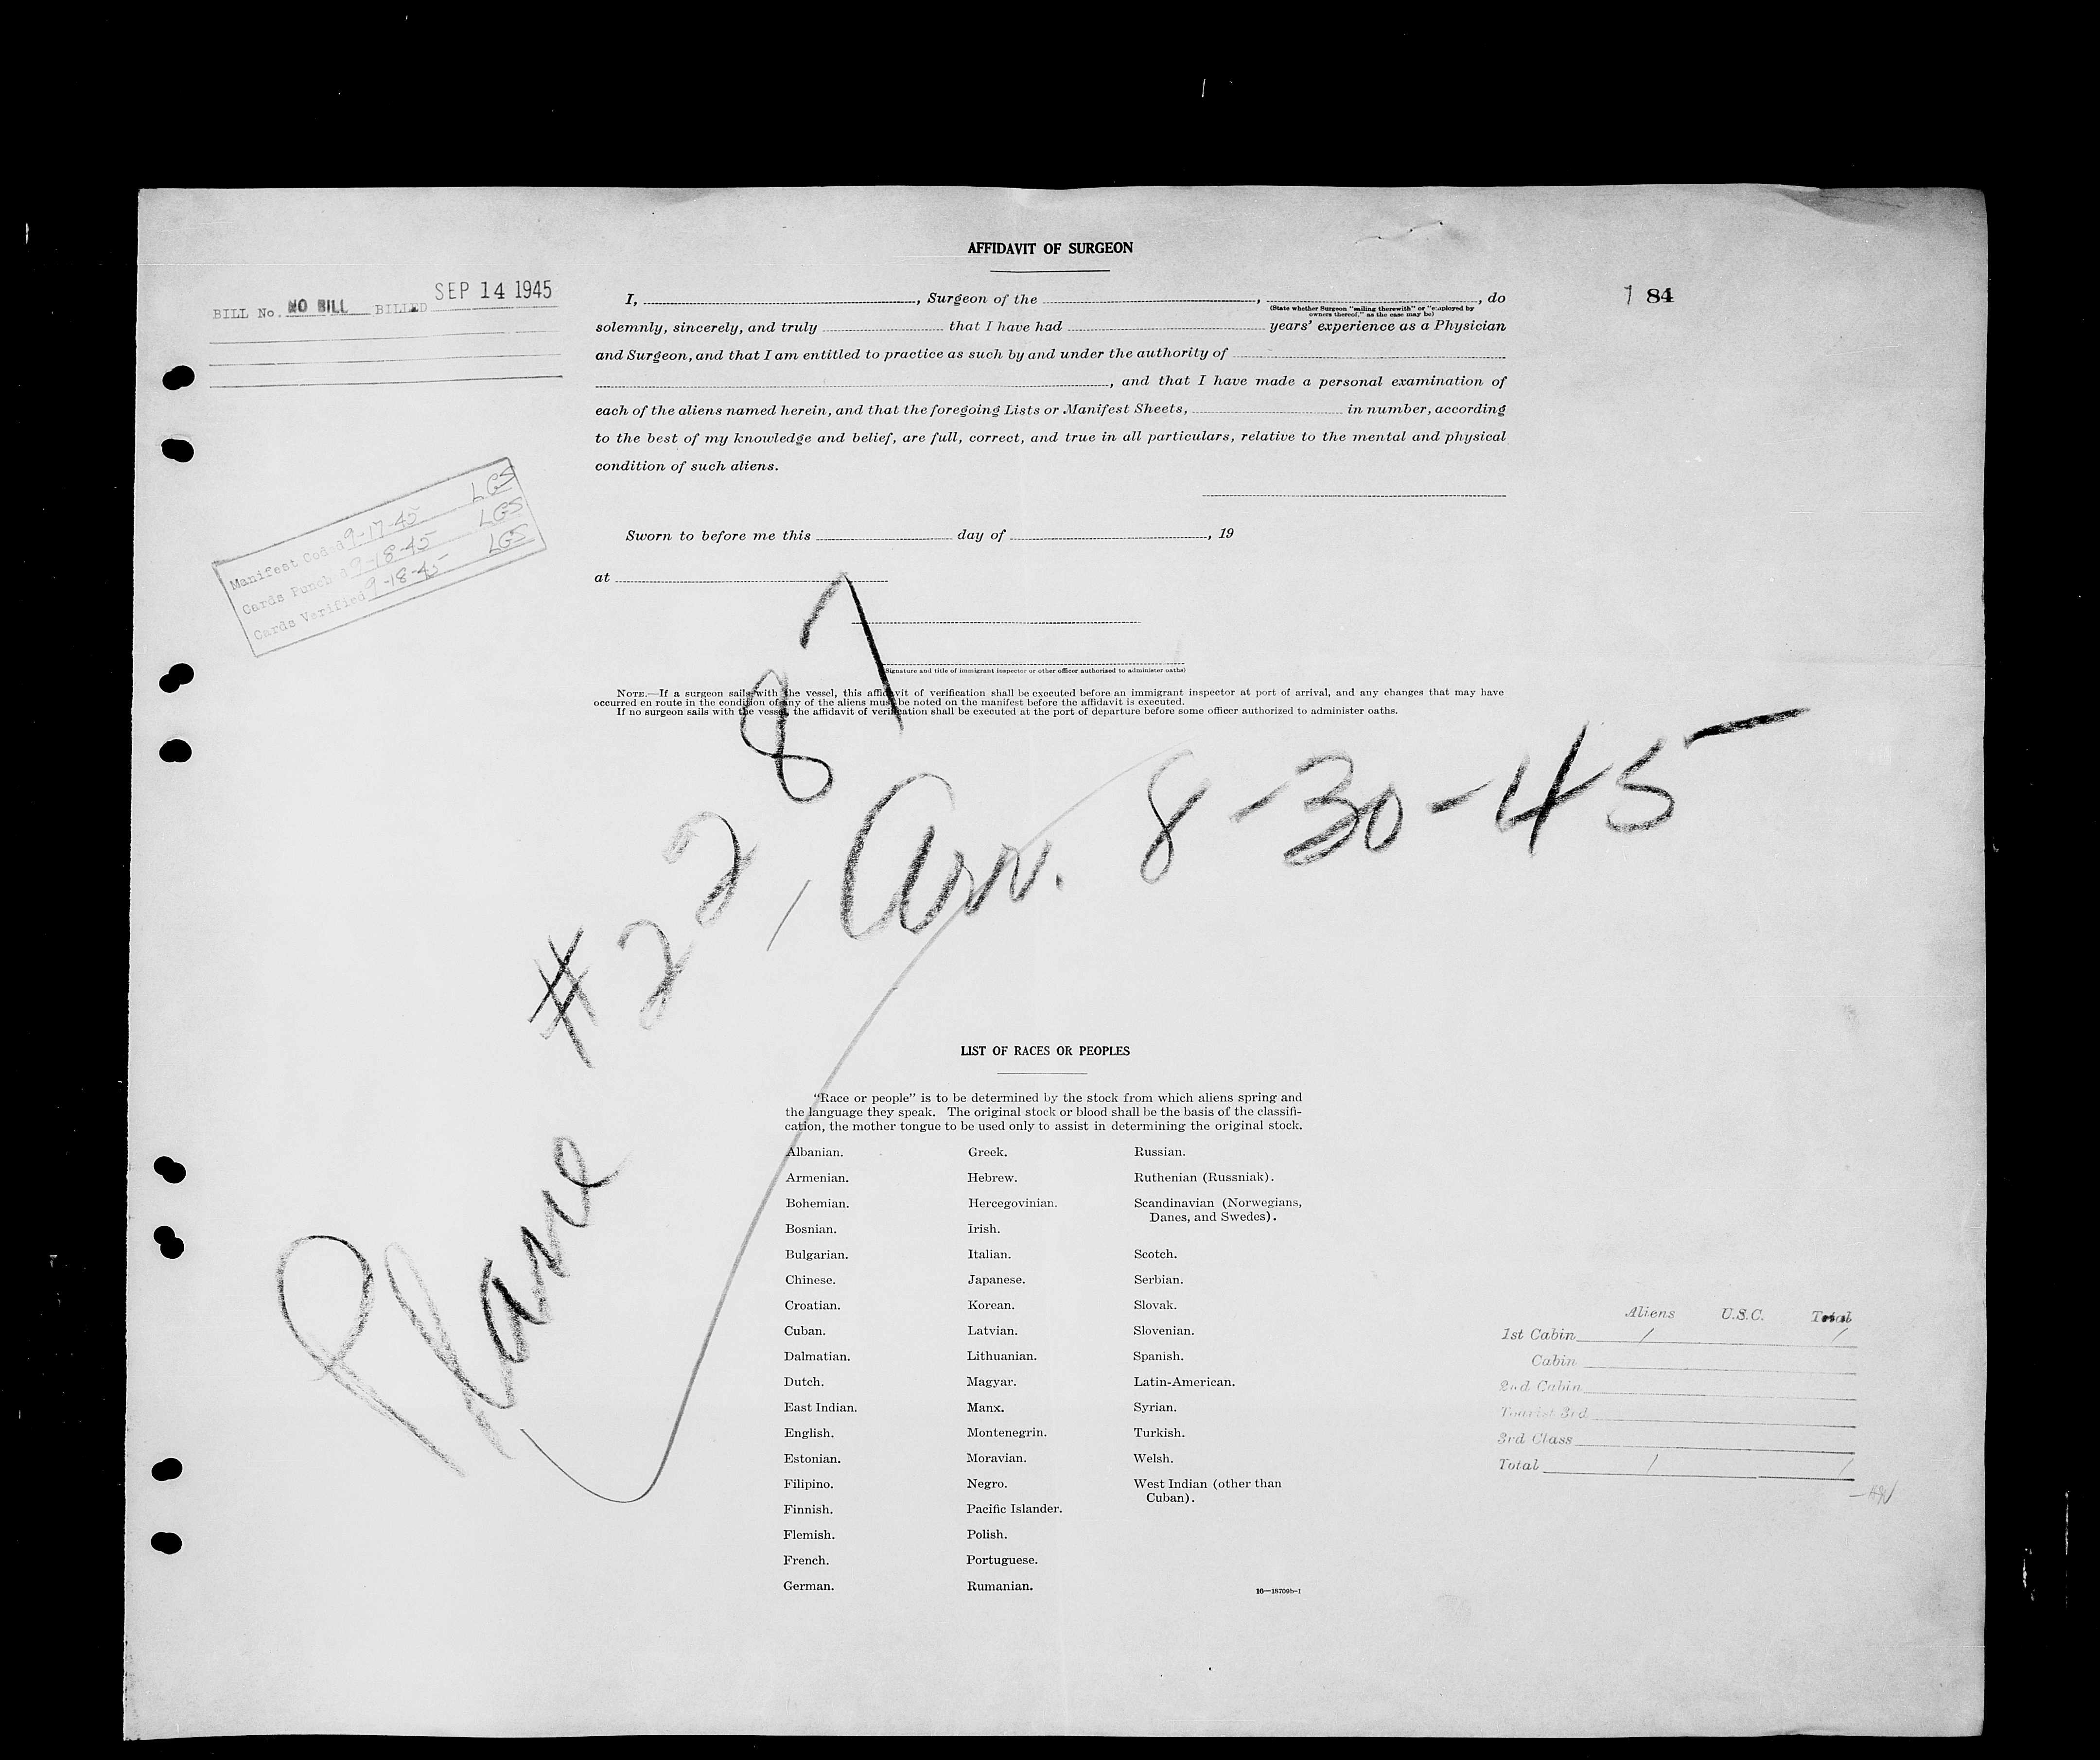 AFFIDAVIT OF SURGEON
BILL No. NO BILL BILLED SEP 14 1945
184
I, , Surgeon of the , , do
(State whether Surgeon "sailing therewith" or "employed by
owners thereof," as the case may be)
solemnly, sincerely, and truly that I have had years' experience as a Physician
and Surgeon, and that I am entitled to practice as such by and under the authority of
, and that I have made a personal examination of
each of the aliens named herein, and that the foregoing Lists or Manifest Sheets, in number, according
to the best of my knowledge and belief, are full, correct, and true in all particulars, relative to the mental and physical
condition of such aliens.
Manifest Coded 9-17-45 LGS
Cards Punched 9-18-45 LGS
Cards Verified 9-18-45 LGS
Sworn to before me this day of , 19
at
(Signature and title of immigrant inspector or other officer authorized to administer oaths)
NOTE.—If a surgeon sails with the vessel, this affidavit of verification shall be executed before an immigrant inspector at port of arrival, and any changes that may have
occurred en route in the condition of any of the aliens must be noted on the manifest before the affidavit is executed.
If no surgeon sails with the vessel, the affidavit of verification shall be executed at the port of departure before some officer authorized to administer oaths.
Plane #2287, Arr. 8-30-45
LIST OF RACES OR PEOPLES
"Race or people" is to be determined by the stock from which aliens spring and
the language they speak. The original stock or blood shall be the basis of the classifi-
cation, the mother tongue to be used only to assist in determining the original stock.
Albanian.
Armenian.
Bohemian.
Bosnian.
Bulgarian.
Chinese.
Croatian.
Cuban.
Dalmatian.
Dutch.
East Indian.
English.
Estonian.
Filipino.
Finnish.
Flemish.
French.
German.
Greek.
Hebrew.
Hercegovinian.
Irish.
Italian.
Japanese.
Korean.
Latvian.
Lithuanian.
Magyar.
Manx.
Montenegrin.
Moravian.
Negro.
Pacific Islander.
Polish.
Portuguese.
Rumanian.
Russian.
Ruthenian (Russniak).
Scandinavian (Norwegians,
Danes, and Swedes).
Scotch.
Serbian.
Slovak.
Slovenian.
Spanish.
Latin-American.
Syrian.
Turkish.
Welsh.
West Indian (other than
Cuban).
16—18709b-1
Aliens U.S.C. Total
1st Cabin 1 1
Cabin
2nd Cabin
Tourist 3rd
3rd Class
Total 1 1